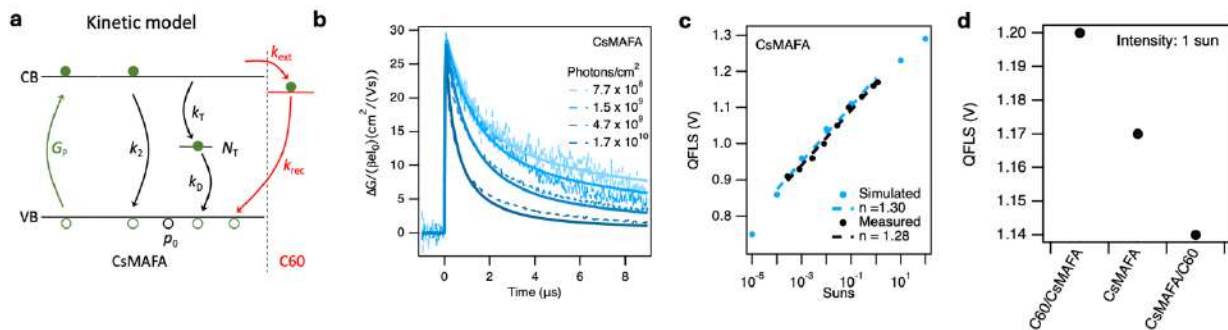 a
Kinetic model
CB
k_ext
G_P
k_2
k_T
N_T
k_D
k_rec
VB
p_0
CsMAFA
C60
b
ΔG/(βeI₀)(cm²/(Vs))
30
25
20
15
10
5
0
0
2
4
6
8
Time (μs)
CsMAFA
Photons/cm²
7.7 x 10⁸
1.5 x 10⁹
4.7 x 10⁹
1.7 x 10¹⁰
c
QFLS (V)
1.3
1.2
1.1
1.0
0.9
0.8
CsMAFA
Simulated
n =1.30
Measured
n = 1.28
10⁻⁵
10⁻³
10⁻¹
10¹
Suns
d
QFLS (V)
1.20
1.19
1.18
1.17
1.16
1.15
1.14
Intensity: 1 sun
C60/CsMAFA
CsMAFA
CsMAFA/C60